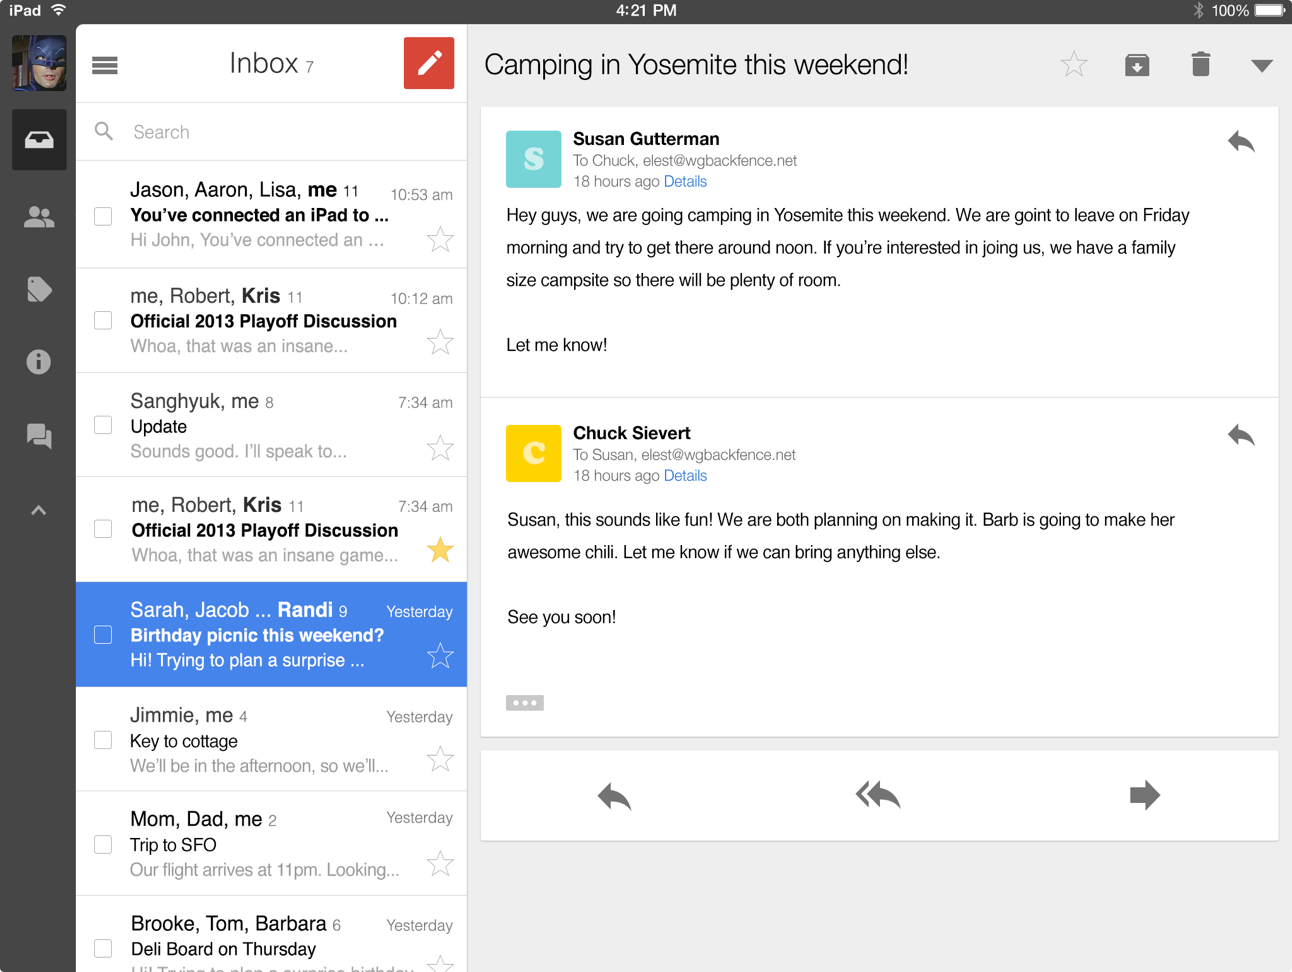 iPad 4:21 PM 100%
Inbox 7
Search
Jason, Aaron, Lisa, me 11 10:53 am
You've connected an iPad to ...
Hi John, You've connected an ...
me, Robert, Kris 11 10:12 am
Official 2013 Playoff Discussion
Whoa, that was an insane...
Sanghyuk, me 8 7:34 am
Update
Sounds good. I'll speak to...
me, Robert, Kris 11 7:34 am
Official 2013 Playoff Discussion
Whoa, that was an insane game...
Sarah, Jacob ... Randi 9 Yesterday
Birthday picnic this weekend?
Hi! Trying to plan a surprise ...
Jimmie, me 4 Yesterday
Key to cottage
We'll be in the afternoon, so we'll...
Mom, Dad, me 2 Yesterday
Trip to SFO
Our flight arrives at 11pm. Looking...
Brooke, Tom, Barbara 6 Yesterday
Deli Board on Thursday
Hi! Trying to plan a surprise birthday
Camping in Yosemite this weekend!
S
Susan Gutterman
To Chuck, elest@wgbackfence.net
18 hours ago Details
Hey guys, we are going camping in Yosemite this weekend. We are goint to leave on Friday
morning and try to get there around noon. If you're interested in joing us, we have a family
size campsite so there will be plenty of room.
Let me know!
C
Chuck Sievert
To Susan, elest@wgbackfence.net
18 hours ago Details
Susan, this sounds like fun! We are both planning on making it. Barb is going to make her
awesome chili. Let me know if we can bring anything else.
See you soon!